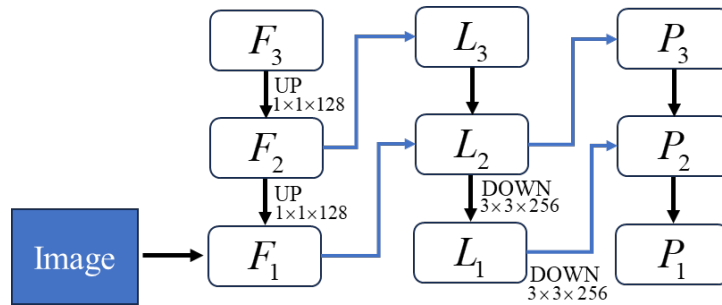 F3 L3 P3
UP
1×1×128
F2 L2 P2
UP
1×1×128
DOWN
3×3×256
Image F1 L1 P1
DOWN
3×3×256